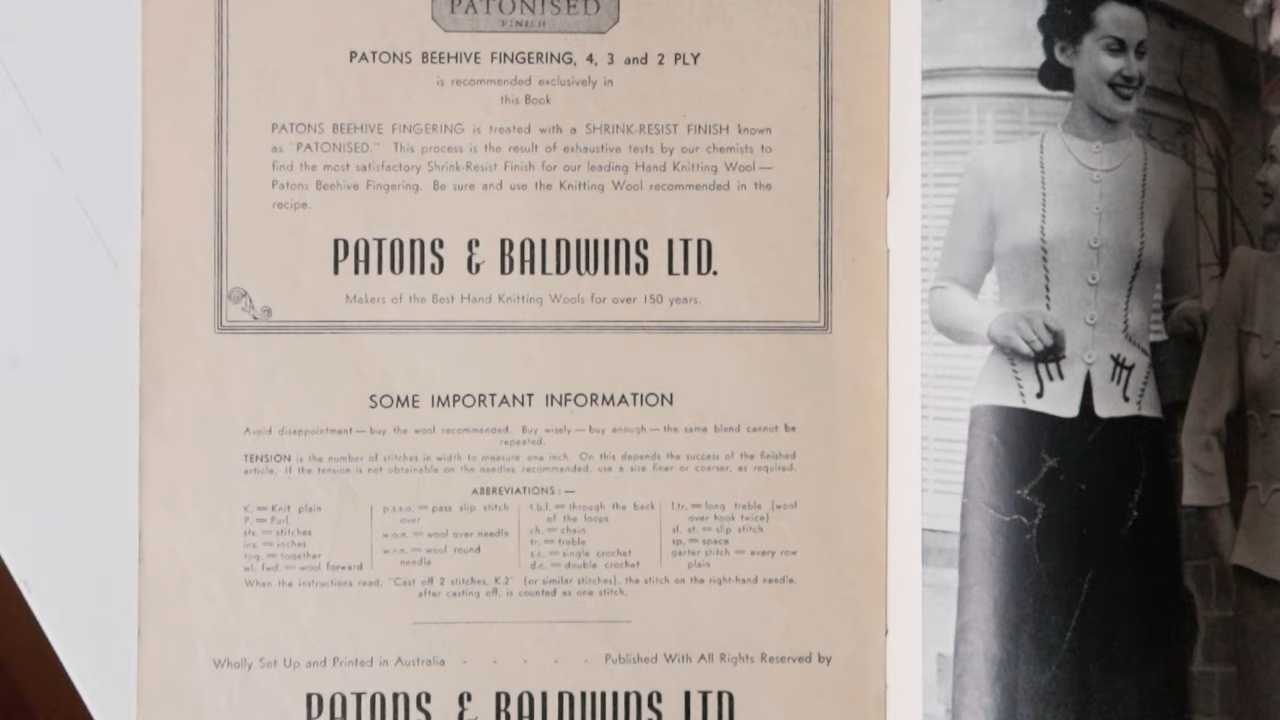 PATONISED
FINISH
PATONS BEEHIVE FINGERING, 4, 3 and 2 PLY
is recommended exclusively in
this Book
PATONS BEEHIVE FINGERING is treated with a SHRINK-RESIST FINISH known
as "PATONISED." This process is the result of exhaustive tests by our chemists to
find the most satisfactory Shrink-Resist Finish for our leading Hand Knitting Wool —
Patons Beehive Fingering. Be sure and use the Knitting Wool recommended in the
recipe.
PATONS & BALDWINS LTD.
Makers of the Best Hand Knitting Wools for over 150 years.
SOME IMPORTANT INFORMATION
Avoid disappointment — buy the wool recommended. Buy wisely — buy enough — the same blend cannot be
repeated.
TENSION is the number of stitches in width to measure one inch. On this depends the success of the finished
article. If the tension is not obtainable on the needles recommended, use a size finer or coarser, as required.
ABBREVIATIONS : —
K. = Knit plain
P. = Purl
sts. = stitches
ins. = inches
tog. = together
wl. fwd. = wool forward
p.s.s.o. = pass slip stitch
over
w.o.n. = wool over needle
w.r.n. = wool round
needle
t.b.l. = through the back
of the loops
ch. = chain
tr. = treble
s.c. = single crochet
d.c. = double crochet
l.tr. = long treble (wool
over hook twice)
sl. st. = slip stitch
sp. = space
garter stitch = every row
plain
When the instructions read, "Cast off 2 stitches, K.2" (or similar stitches), the stitch on the right-hand needle,
after casting off, is counted as one stitch.
Wholly Set Up and Printed in Australia - - - - Published With All Rights Reserved by
PATONS & BALDWINS LTD